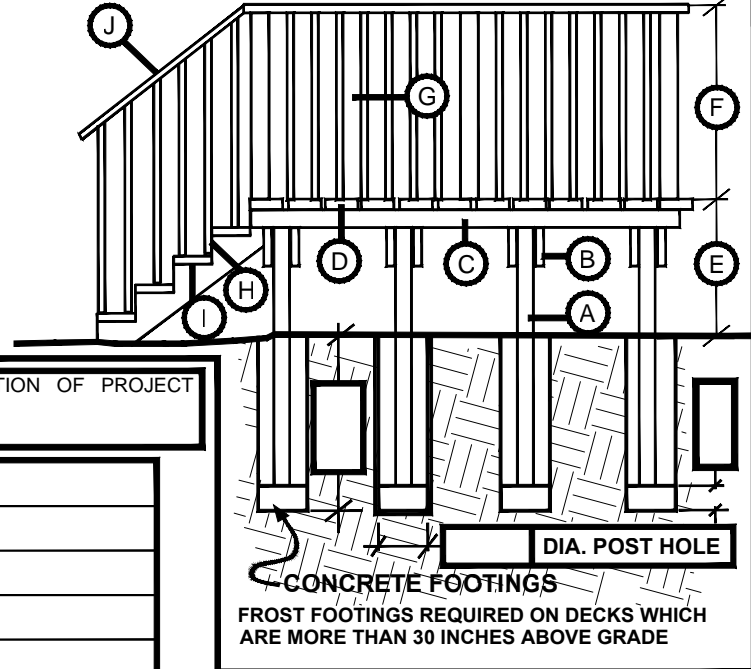 J
G
F
D
C
B
E
H
I
A
TION OF PROJECT
DIA. POST HOLE
CONCRETE FOOTINGS
FROST FOOTINGS REQUIRED ON DECKS WHICH
ARE MORE THAN 30 INCHES ABOVE GRADE